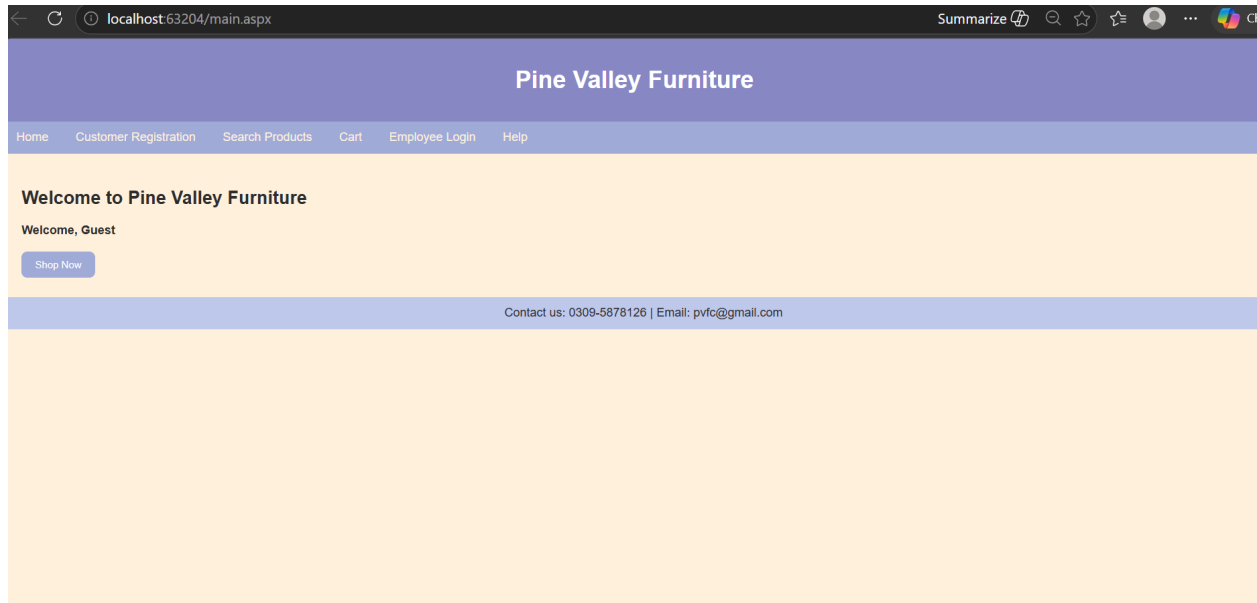 localhost:63204/main.aspx Summarize
Pine Valley Furniture
Home Customer Registration Search Products Cart Employee Login Help
Welcome to Pine Valley Furniture
Welcome, Guest
Shop Now
Contact us: 0309-5878126 | Email: pvfc@gmail.com